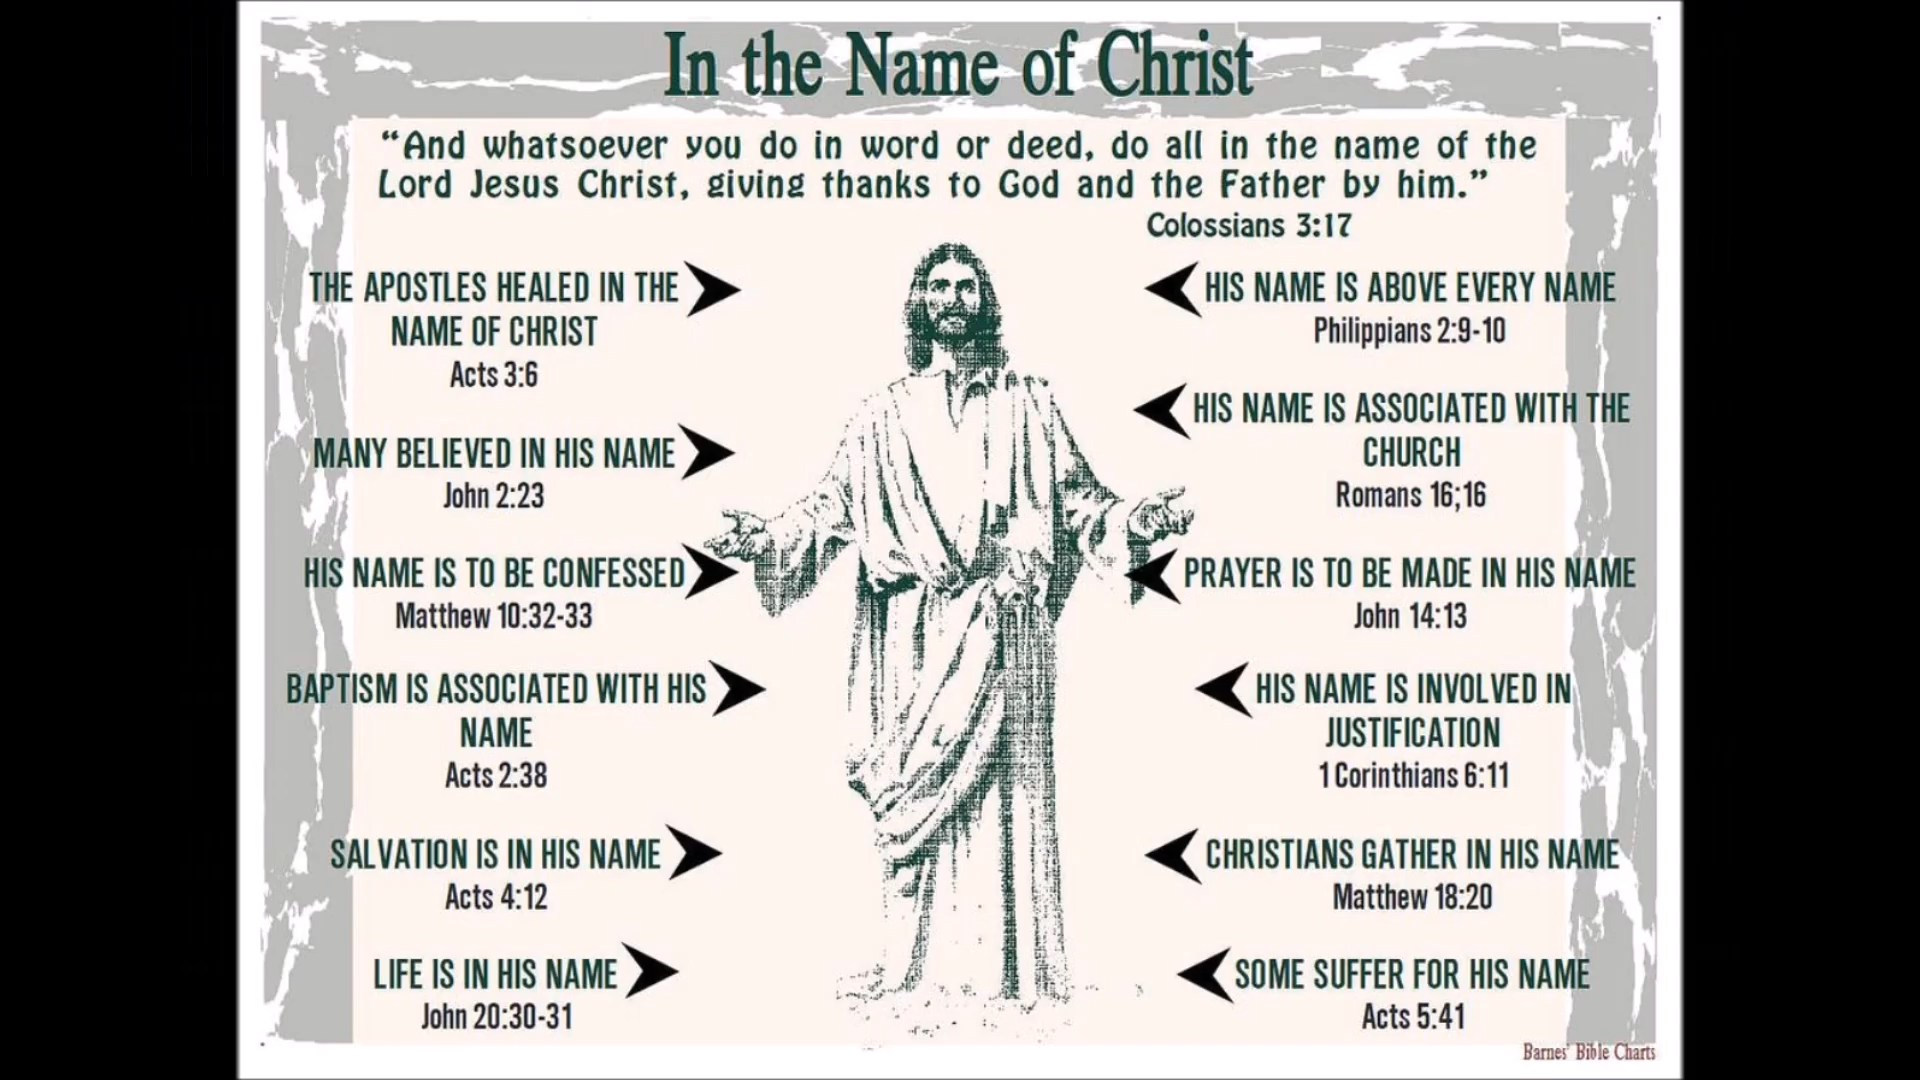 In the Name of Christ
“And whatsoever you do in word or deed, do all in the name of the
Lord Jesus Christ, giving thanks to God and the Father by him.”
Colossians 3:17
THE APOSTLES HEALED IN THE
NAME OF CHRIST
Acts 3:6
MANY BELIEVED IN HIS NAME
John 2:23
HIS NAME IS TO BE CONFESSED
Matthew 10:32-33
BAPTISM IS ASSOCIATED WITH HIS
NAME
Acts 2:38
SALVATION IS IN HIS NAME
Acts 4:12
LIFE IS IN HIS NAME
John 20:30-31
HIS NAME IS ABOVE EVERY NAME
Philippians 2:9-10
HIS NAME IS ASSOCIATED WITH THE
CHURCH
Romans 16;16
PRAYER IS TO BE MADE IN HIS NAME
John 14:13
HIS NAME IS INVOLVED IN
JUSTIFICATION
1 Corinthians 6:11
CHRISTIANS GATHER IN HIS NAME
Matthew 18:20
SOME SUFFER FOR HIS NAME
Acts 5:41
Barnes' Bible Charts